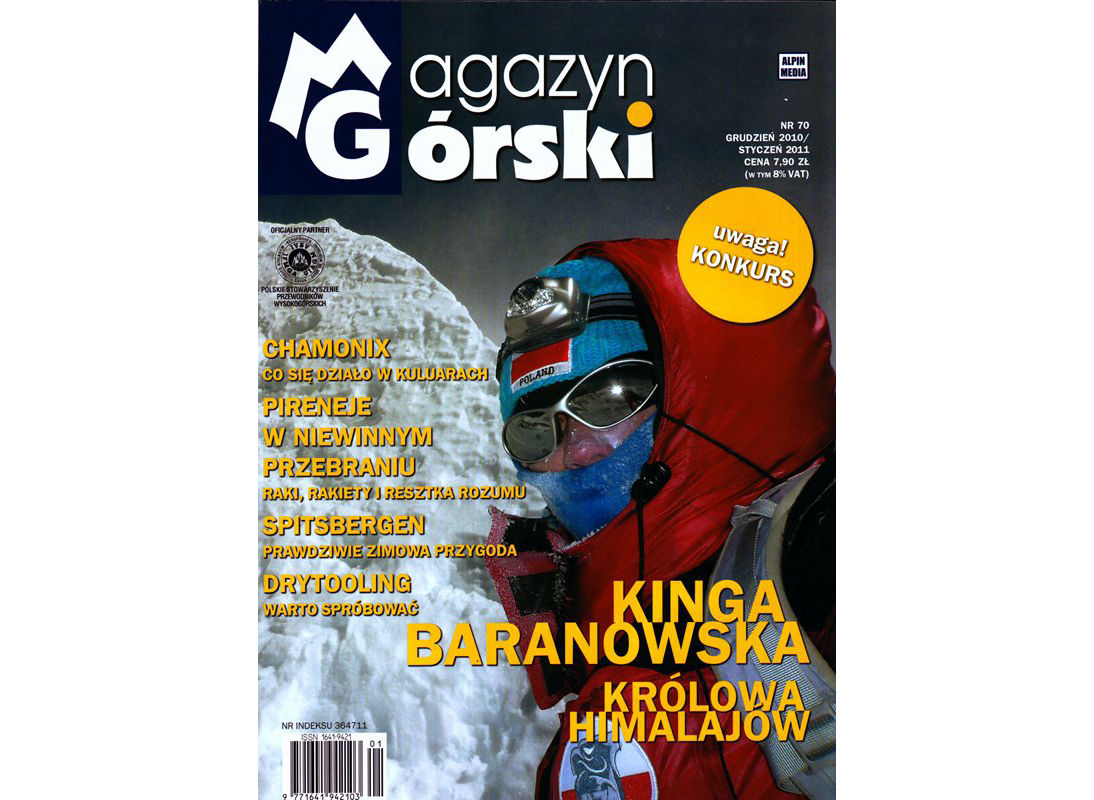 Magazyn
Górski
ALPIN
MEDIA
NR 70
GRUDZIEŃ 2010/
STYCZEŃ 2011
CENA 7,90 ZŁ
(W TYM 8% VAT)
uwaga!
KONKURS
OFICJALNY PARTNER
POLSKIE STOWARZYSZENIE
PRZEWODNIKÓW
WYSOKOGÓRSKICH
POLAND
CHAMONIX
CO SIĘ DZIAŁO W KULUARACH
PIRENEJE
W NIEWINNYM
PRZEBRANIU
RAKI, RAKIETY I RESZTKA ROZUMU
SPITSBERGEN
PRAWDZIWIE ZIMOWA PRZYGODA
DRYTOOLING
WARTO SPRÓBOWAĆ
KINGA
BARANOWSKA
KRÓLOWA
HIMALAJÓW
NR INDEKSU 364711
ISSN 1641-9421
01
9 771641 942103